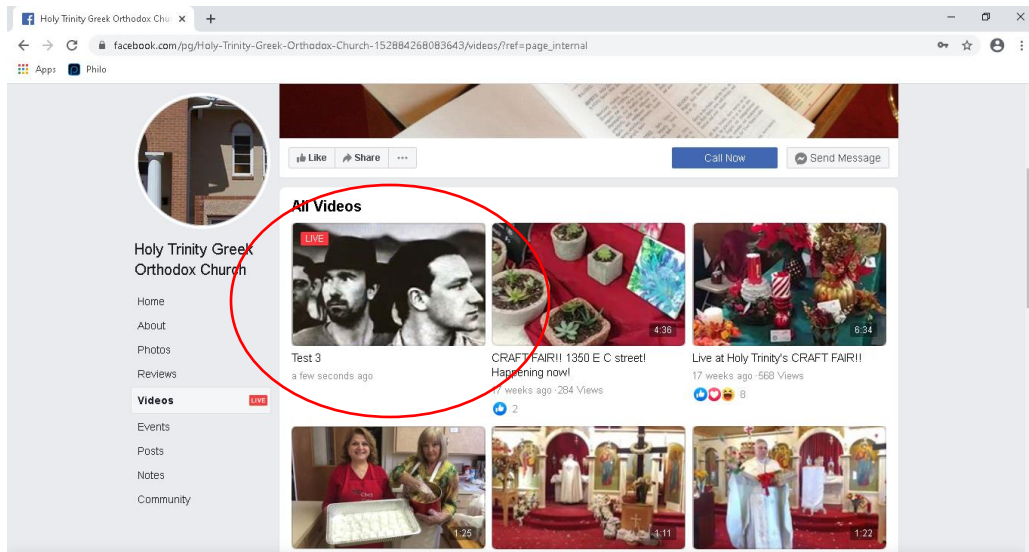 Holy Trinity Greek Orthodox Chu
facebook.com/pg/Holy-Trinity-Greek-Orthodox-Church-152884268083643/videos/?ref=page_internal
Apps Philo
Like Share ... Call Now Send Message
All Videos
LIVE
4:36
6:34
Holy Trinity Greek
Orthodox Church
Home
About
Photos
Reviews
Videos LIVE
Events
Posts
Notes
Community
Test 3
a few seconds ago
CRAFT FAIR!! 1350 E C street!
Happening now!
17 weeks ago · 284 Views
2
Live at Holy Trinity's CRAFT FAIR!!
17 weeks ago · 568 Views
8
1:25
1:11
1:22